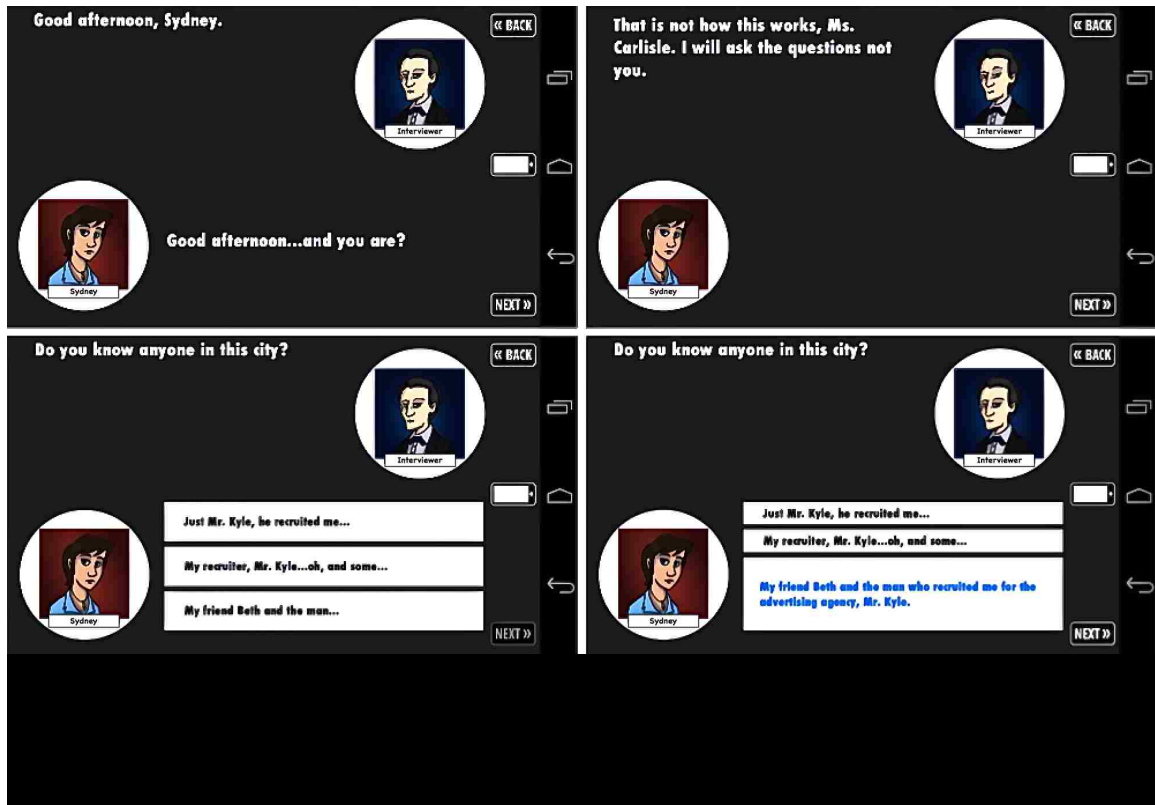 Good afternoon, Sydney.
« BACK
Interviewer
Good afternoon...and you are?
Sydney
NEXT »
That is not how this works, Ms.
Carlisle. I will ask the questions not
you.
« BACK
Interviewer
Sydney
NEXT »
Do you know anyone in this city?
« BACK
Interviewer
Just Mr. Kyle, he recruited me...
My recruiter, Mr. Kyle...oh, and some...
My friend Beth and the man...
Sydney
NEXT »
Do you know anyone in this city?
« BACK
Interviewer
Just Mr. Kyle, he recruited me...
My recruiter, Mr. Kyle...oh, and some...
My friend Beth and the man who recruited me for the
advertising agency, Mr. Kyle.
Sydney
NEXT »